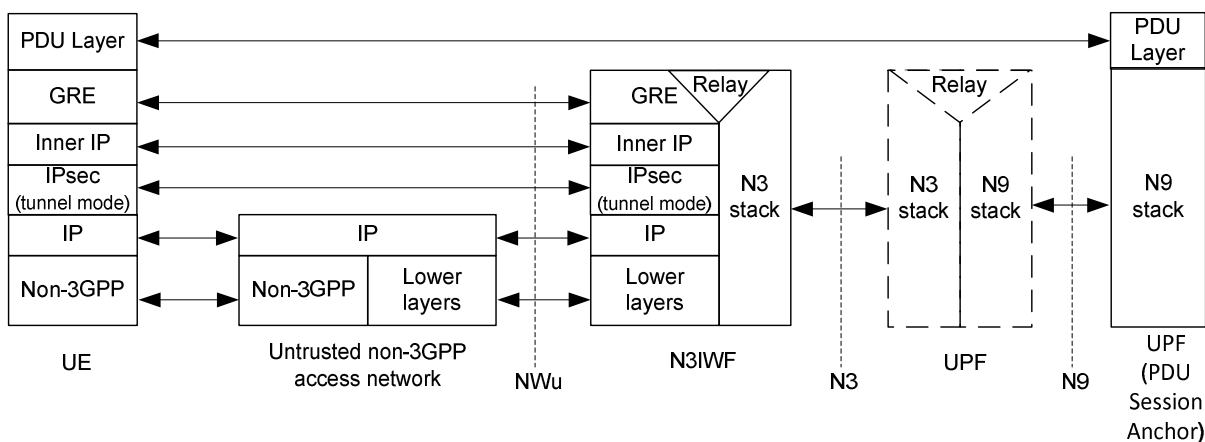 PDU Layer
GRE
Inner IP
IPsec
(tunnel mode)
IP
Non-3GPP
UE
IP
Non-3GPP
Lower
layers
Untrusted non-3GPP
access network
NWu
GRE
Relay
Inner IP
IPsec
(tunnel mode)
IP
Lower
layers
N3
stack
N3IWF
N3
Relay
N3
stack
N9
stack
UPF
N9
PDU
Layer
N9
stack
UPF
(PDU
Session
Anchor)